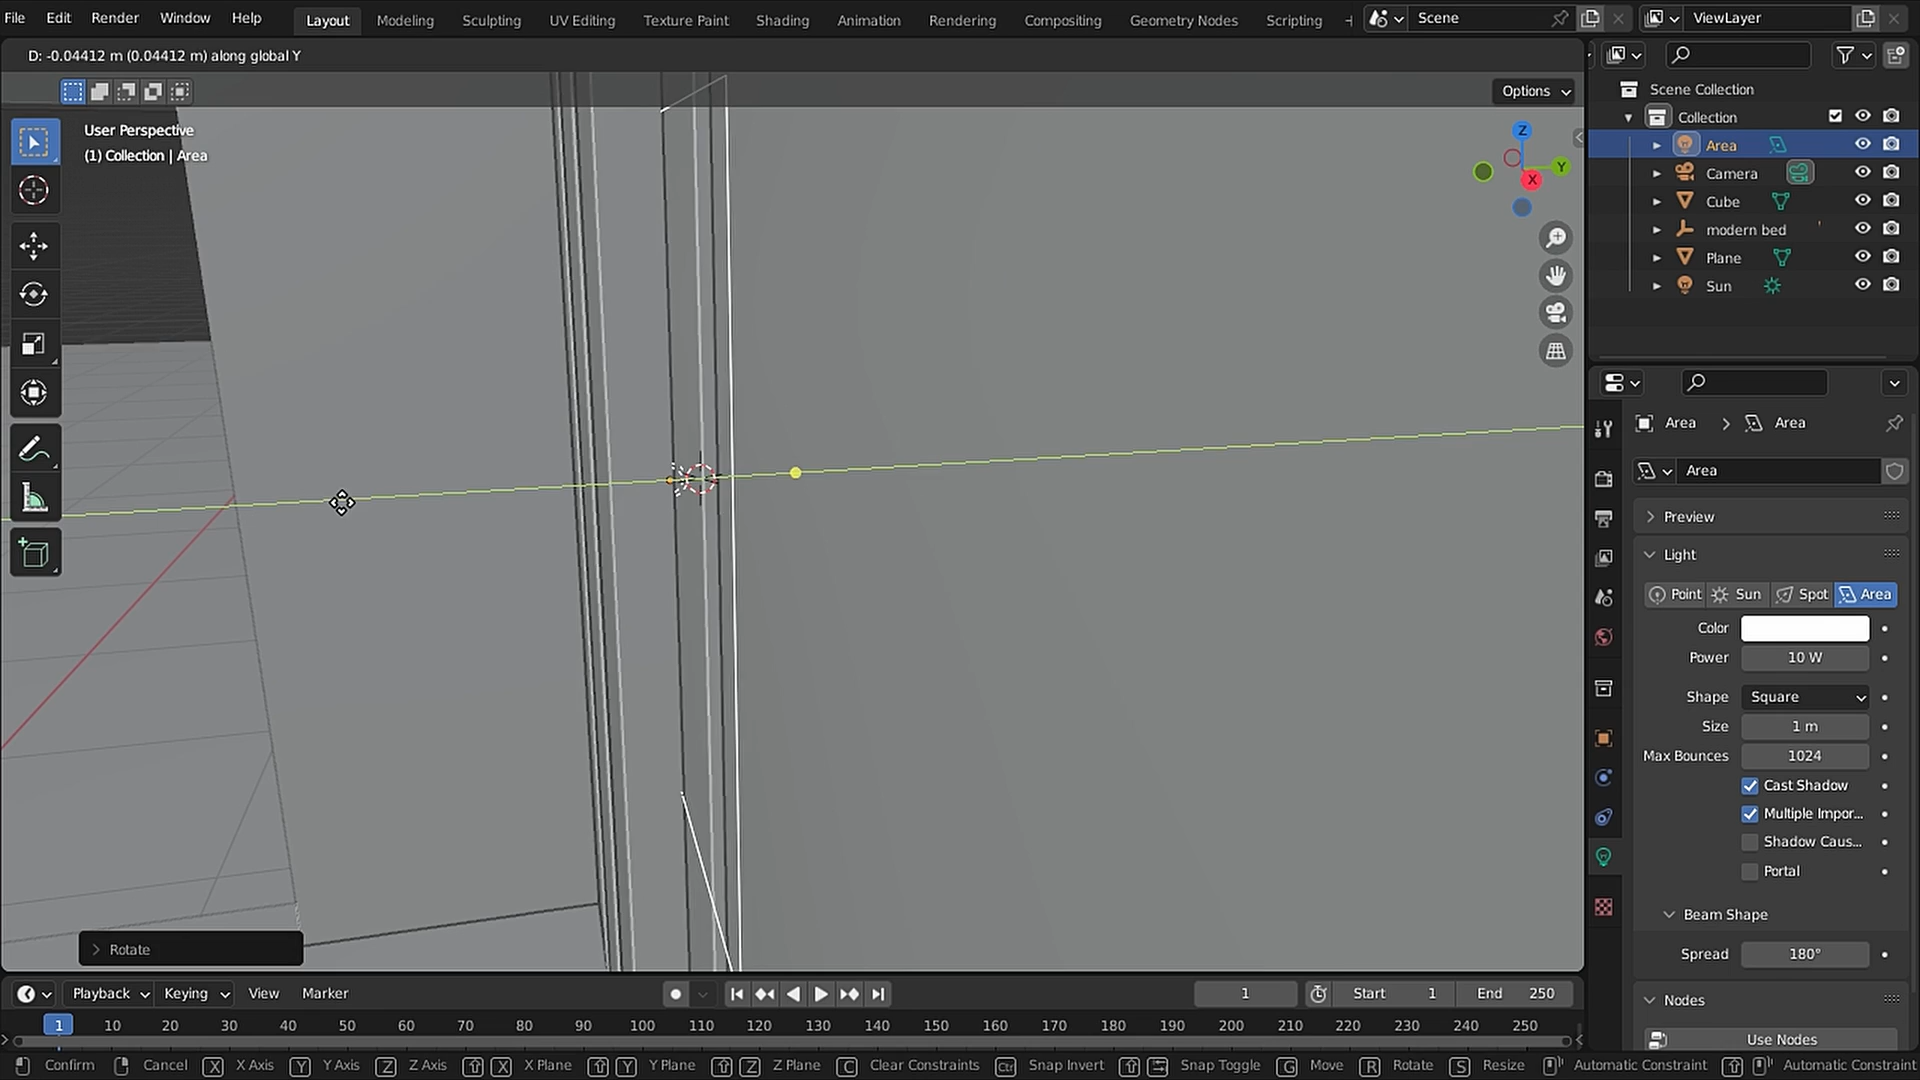 File Edit Render Window Help Layout Modeling Sculpting UV Editing Texture Paint Shading Animation Rendering Compositing Geometry Nodes Scripting Scene ViewLayer
D: -0.04412 m (0.04412 m) along global Y
Options
User Perspective
(1) Collection | Area
Z
Y
X
Scene Collection
Collection
Area
Camera
Cube
modern bed
Plane
Sun
Area > Area
Area
Preview
Light
Point Sun Spot Area
Color
Power 10 W
Shape Square
Size 1 m
Max Bounces 1024
Cast Shadow
Multiple Impor...
Shadow Caus...
Portal
Beam Shape
Spread 180°
Nodes
Use Nodes
Rotate
Playback Keying View Marker 1 Start 1 End 250
1 10 20 30 40 50 60 70 80 90 100 110 120 130 140 150 160 170 180 190 200 210 220 230 240 250
Confirm Cancel X X Axis Y Y Axis Z Z Axis X X Plane Y Y Plane Z Z Plane C Clear Constraints Ctrl Snap Invert Snap Toggle G Move R Rotate S Resize Automatic Constraint Automatic Constraint